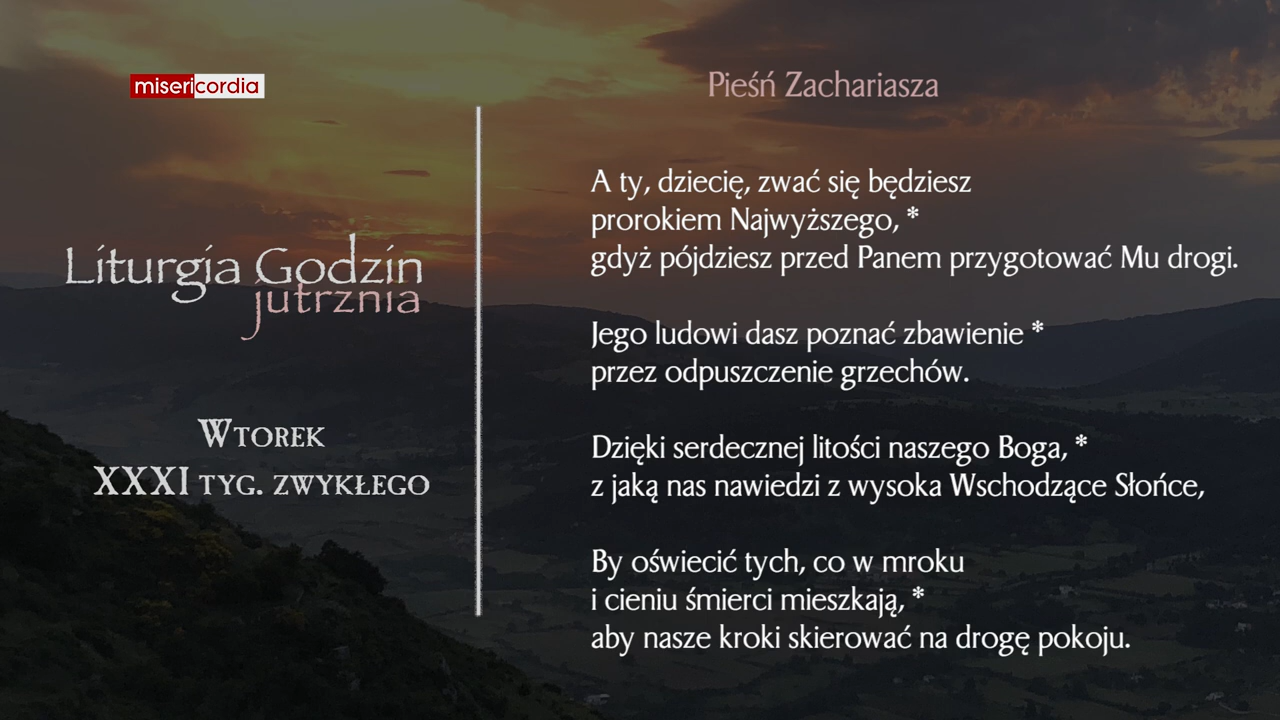 misericordia
Liturgia Godzin
jutrznia
Wtorek
XXXI tyg. zwykłego
Pieśń Zachariasza
A ty, dziecię, zwać się będziesz
prorokiem Najwyższego, *
gdyż pójdziesz przed Panem przygotować Mu drogi.
Jego ludowi dasz poznać zbawienie *
przez odpuszczenie grzechów.
Dzięki serdecznej litości naszego Boga, *
z jaką nas nawiedzi z wysoka Wschodzące Słońce,
By oświecić tych, co w mroku
i cieniu śmierci mieszkają, *
aby nasze kroki skierować na drogę pokoju.